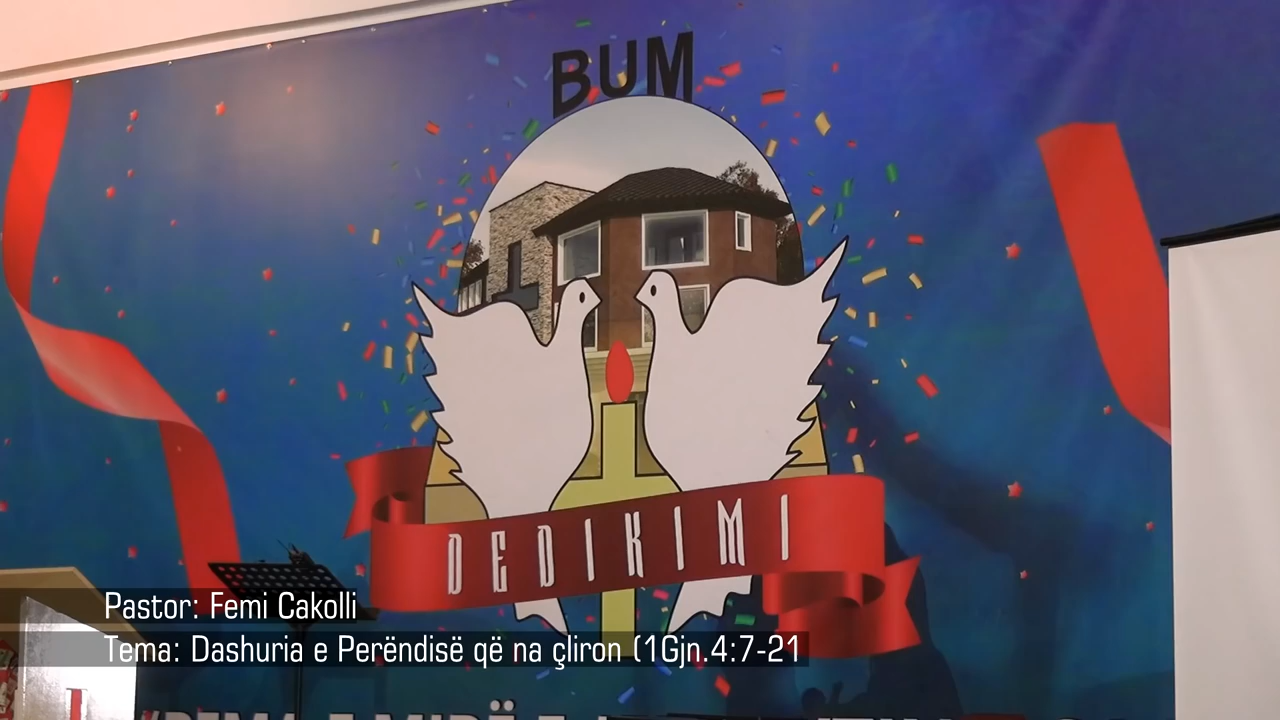 BUM
DEDIKIMI
Pastor: Femi Cakolli
Tema: Dashuria e Perëndisë që na çliron (1Gjn.4:7-21